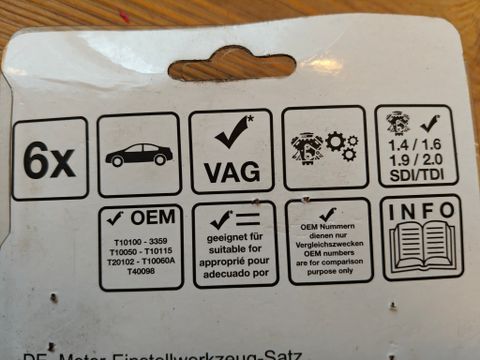 6x
VAG*
1.4 / 1.6
1.9 / 2.0
SDI/TDI
OEM
T10100 - 3359
T10050 - T10115
T20102 - T10060A
T40098
*
geeignet für
suitable for
approprié pour
adecuado por
OEM Nummern
dienen nur
Vergleichszwecken
OEM numbers
are for comparison
purpose only
INFO
DE Motor-Einstellwerkzeug-Satz